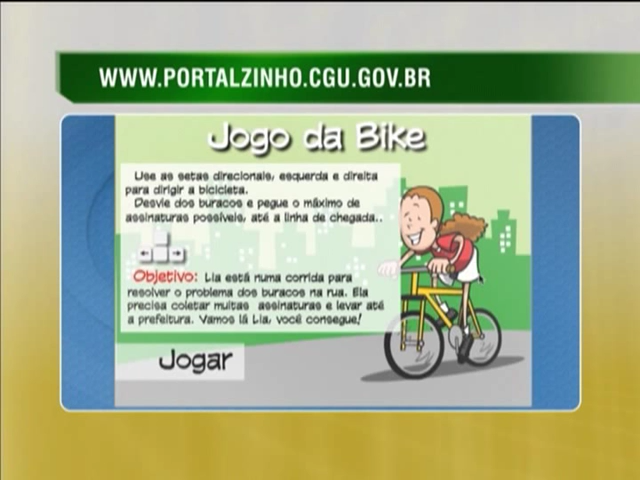 WWW.PORTALZINHO.CGU.GOV.BR
Jogo da Bike
Use as setas direcionais, esquerda e direita
para dirigir a bicicleta.
Desvie dos buracos e pegue o máximo de
assinaturas possíveis, até a linha de chegada..
Objetivo: Lia está numa corrida para
resolver o problema dos buracos na rua. Ela
precisa coletar muitas assinaturas e levar até
a prefeitura. Vamos lá Lia, você consegue!
Jogar